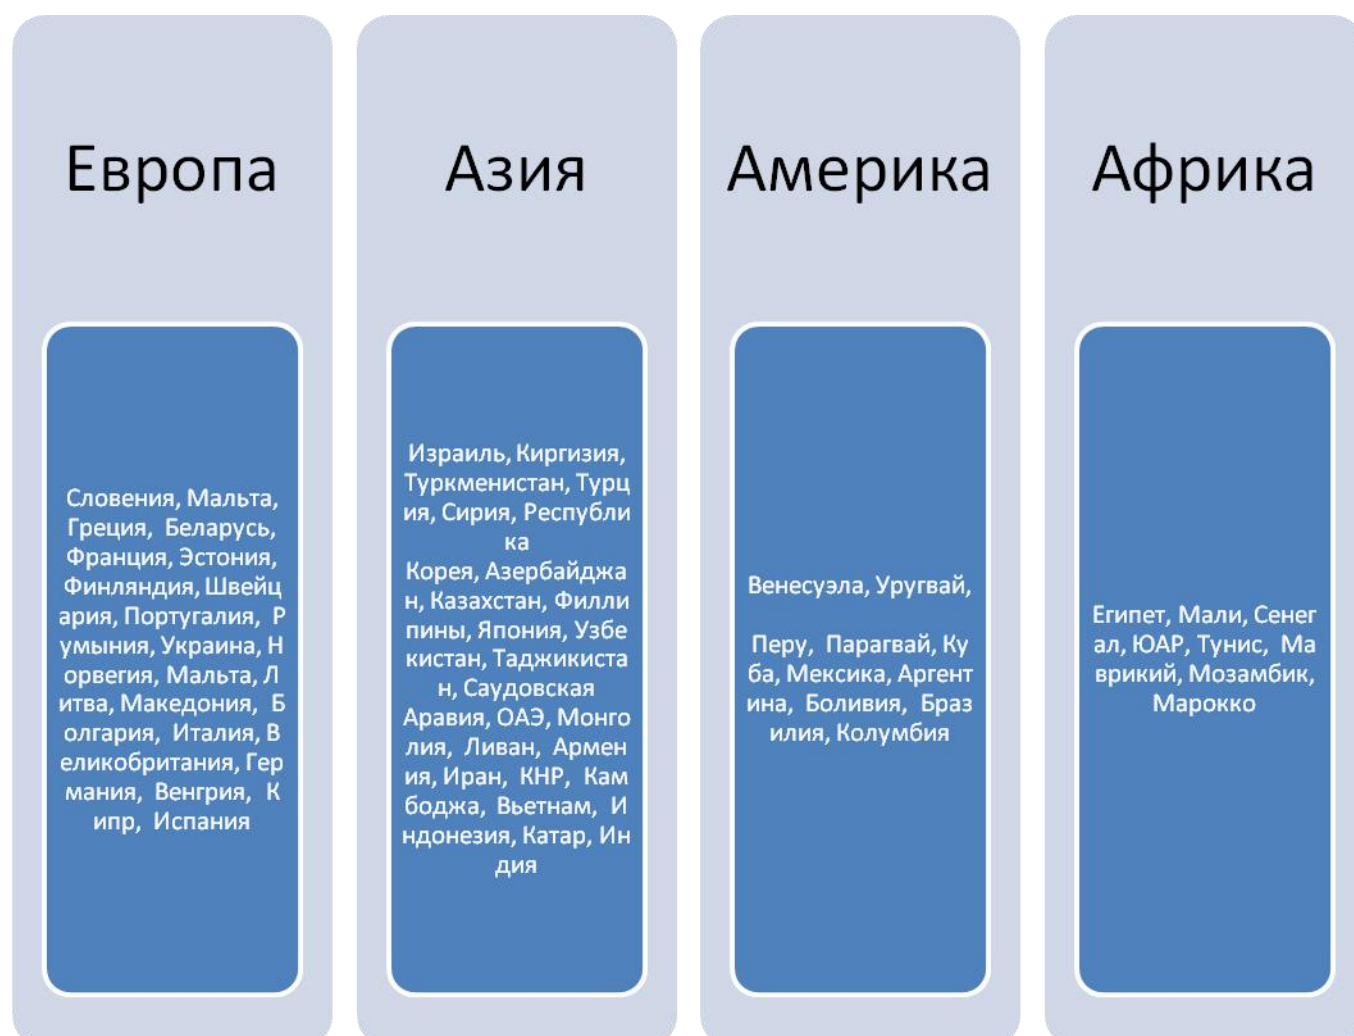 Европа
Словения, Мальта,
Греция, Беларусь,
Франция, Эстония,
Финляндия, Швейц
ария, Португалия, Р
умыния, Украина, Н
орвегия, Мальта, Л
итва, Македония, Б
олгария, Италия, В
еликобритания, Гер
мания, Венгрия, К
ипр, Испания
Азия
Израиль, Киргизия,
Туркменистан, Турц
ия, Сирия, Республи
ка
Корея, Азербайджа
н, Казахстан, Филли
пины, Япония, Узбе
кистан, Таджикиста
н, Саудовская
Аравия, ОАЭ, Монго
лия, Ливан, Армен
ия, Иран, КНР, Кам
боджа, Вьетнам, И
ндонезия, Катар, Ин
дия
Америка
Венесуэла, Уругвай,
Перу, Парагвай, Ку
ба, Мексика, Аргент
ина, Боливия, Браз
илия, Колумбия
Африка
Египет, Мали, Сенег
ал, ЮАР, Тунис, Ма
врикий, Мозамбик,
Марокко